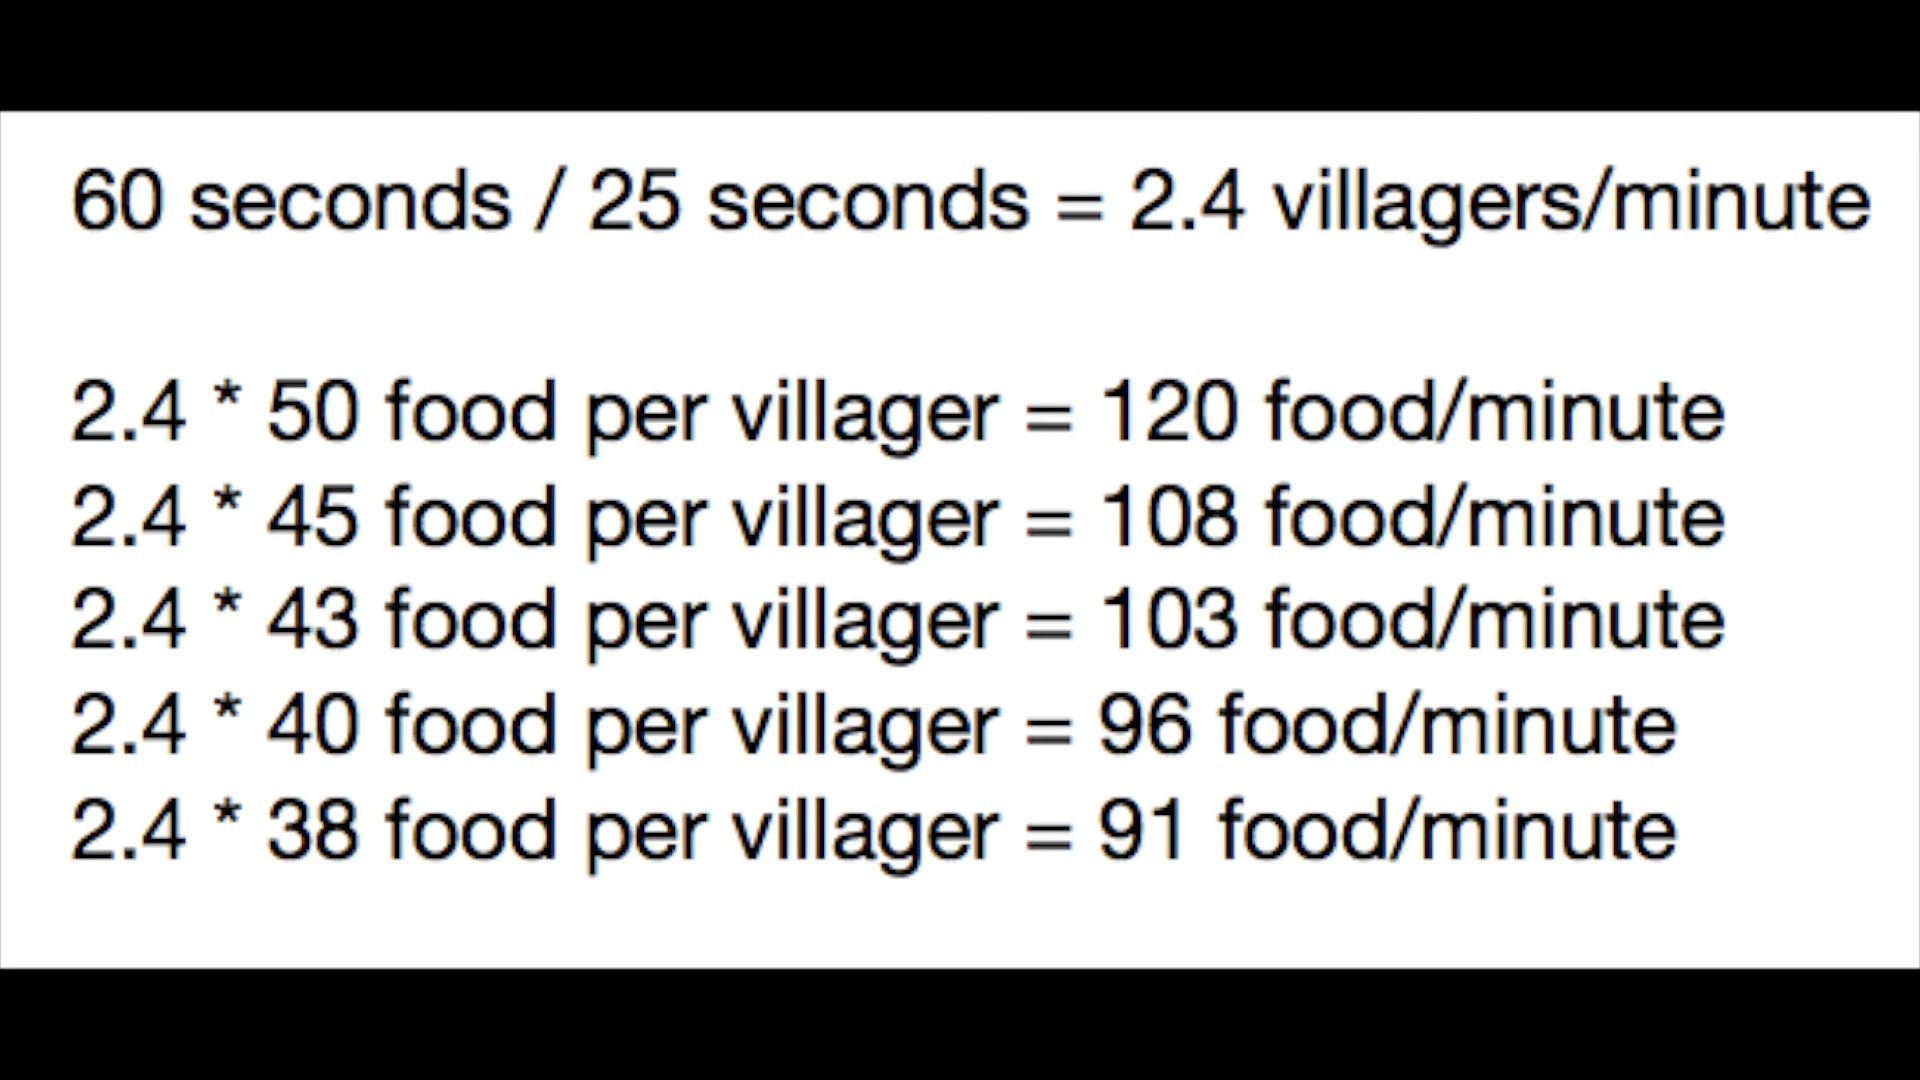 60 seconds / 25 seconds = 2.4 villagers/minute
2.4 * 50 food per villager = 120 food/minute
2.4 * 45 food per villager = 108 food/minute
2.4 * 43 food per villager = 103 food/minute
2.4 * 40 food per villager = 96 food/minute
2.4 * 38 food per villager = 91 food/minute